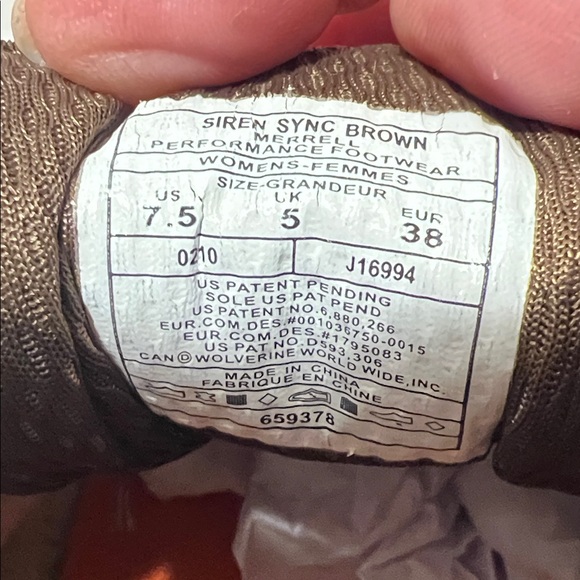 SIREN SYNC BROWN
MERRELL
PERFORMANCE FOOTWEAR
WOMENS-FEMMES
SIZE-GRANDEUR
US UK EUR
7.5 5 38
0210 J16994
US PATENT PENDING
SOLE US PAT PEND
US PATENT NO.6,880,266
EUR.COM.DES.#001036750-0015
EUR.COM.DES.#1795083
US PAT NO. D593,306
CAN © WOLVERINE WORLD WIDE, INC.
MADE IN CHINA
FABRIQUE EN CHINE
659378